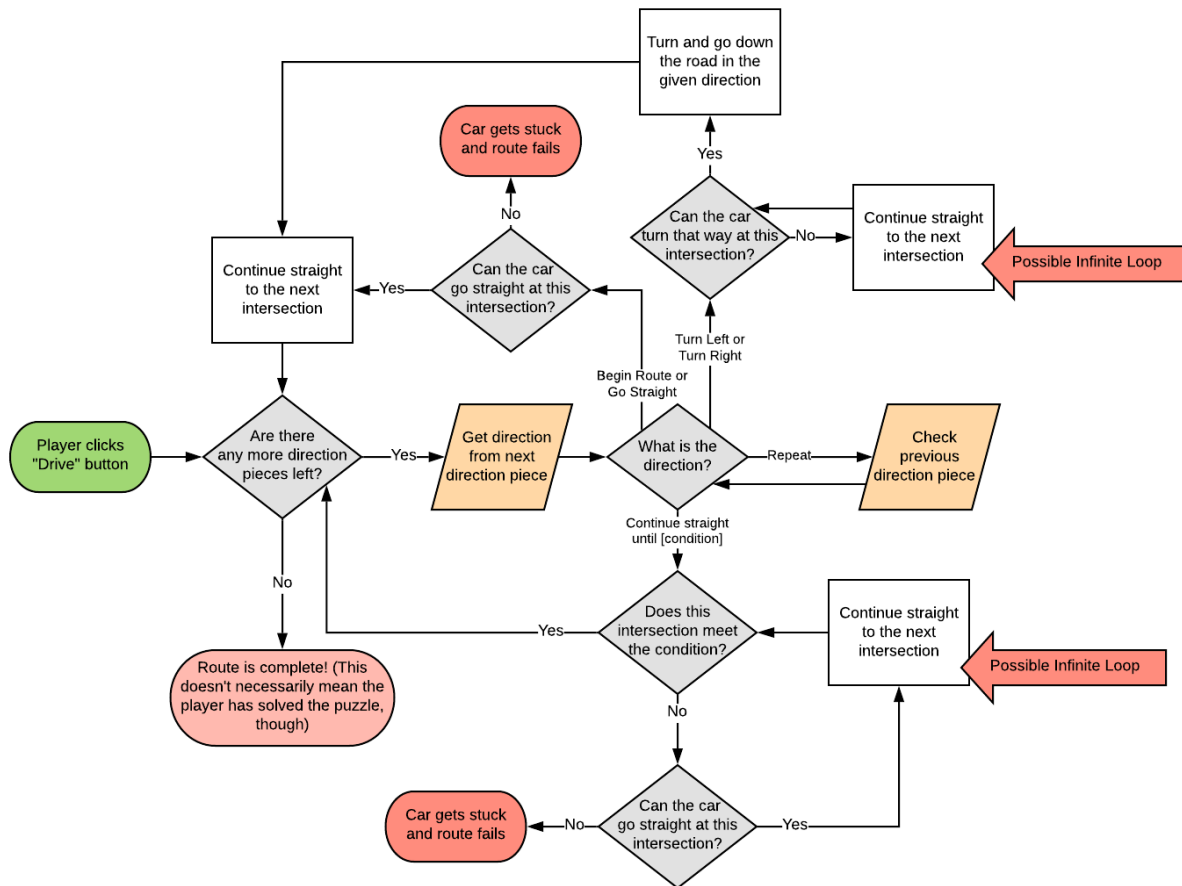 Turn and go down
the road in the
given direction
Car gets stuck
and route fails
Yes
No
Can the car
turn that way at this
intersection?
No
Continue straight
to the next
intersection
Possible Infinite Loop
Continue straight
to the next
intersection
Yes
Can the car
go straight at this
intersection?
Turn Left or
Turn Right
Begin Route or
Go Straight
Player clicks
"Drive" button
Are there
any more direction
pieces left?
Yes
Get direction
from next
direction piece
What is the
direction?
Repeat
Check
previous
direction piece
Continue straight
until [condition]
No
Does this
intersection meet
the condition?
Yes
Continue straight
to the next
intersection
Possible Infinite Loop
Route is complete! (This
doesn't necessarily mean the
player has solved the puzzle,
though)
No
Car gets stuck
and route fails
No
Can the car
go straight at this
intersection?
Yes